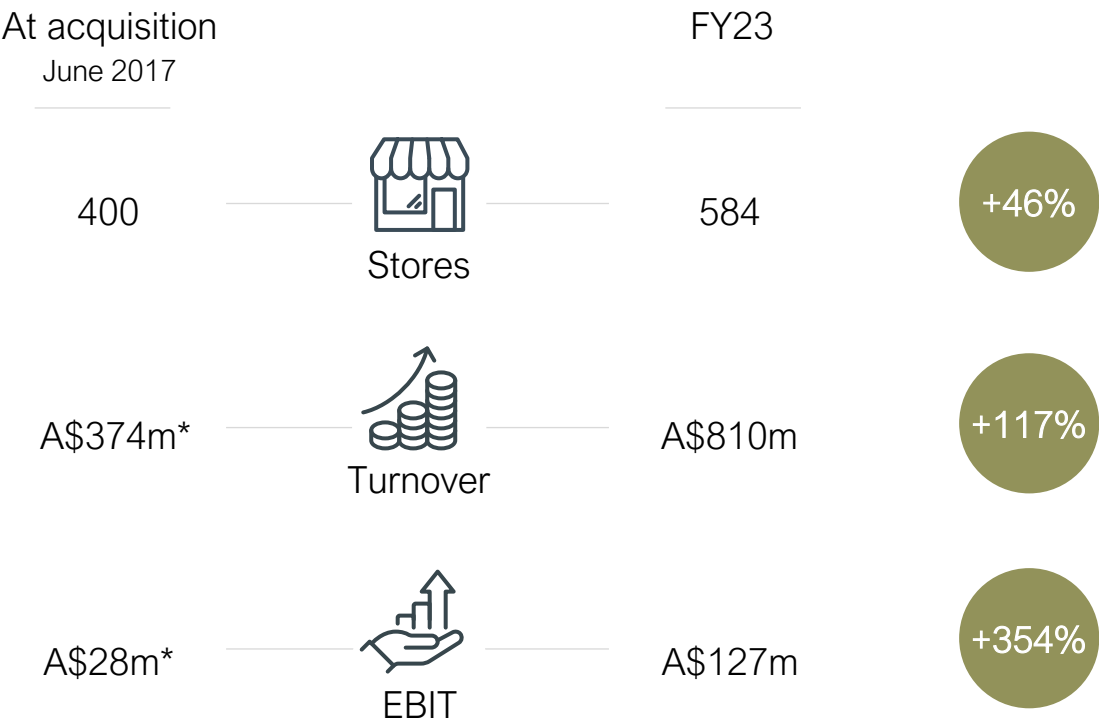 At acquisition
June 2017
FY23
400
Stores
584
+46%
A$374m*
Turnover
A$810m
+117%
A$28m*
EBIT
A$127m
+354%